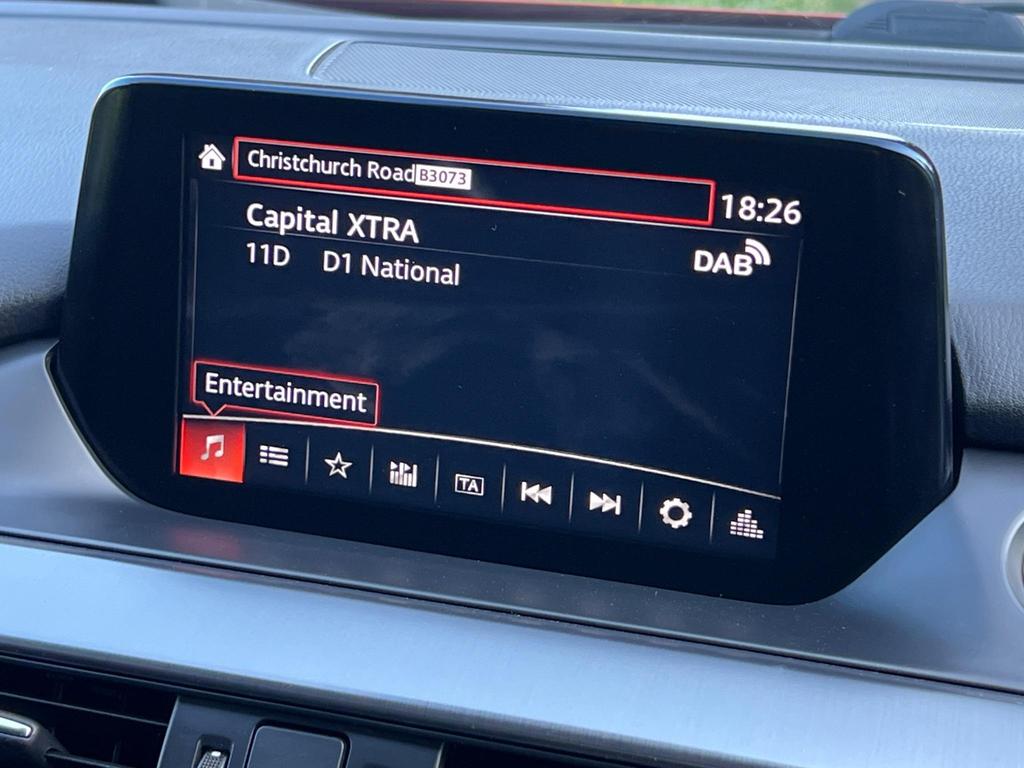 Christchurch Road B3073
18:26
Capital XTRA
DAB
11D D1 National
Entertainment
TA